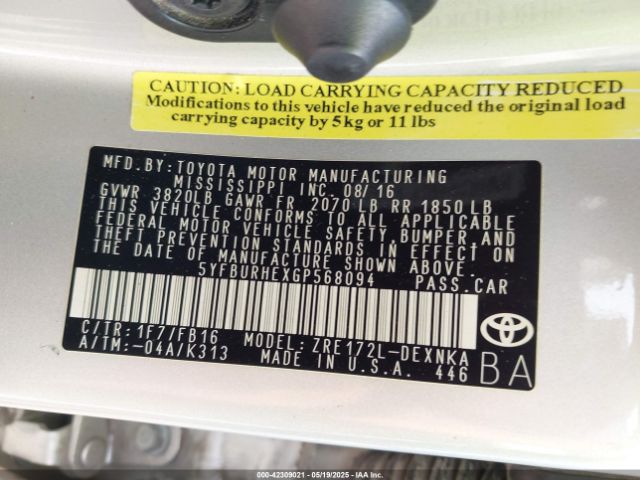 CAUTION: LOAD CARRYING CAPACITY REDUCED
Modifications to this vehicle have reduced the original load
carrying capacity by 5 kg or 11 lbs
MFD.BY: TOYOTA MOTOR MANUFACTURING
MISSISSIPPI INC. 08/16
GVWR 3820LB GAWR FR 2070 LB RR 1850 LB
THIS VEHICLE CONFORMS TO ALL APPLICABLE
FEDERAL MOTOR VEHICLE SAFETY, BUMPER, AND
THEFT PREVENTION STANDARDS IN EFFECT ON
THE DATE OF MANUFACTURE SHOWN ABOVE.
5YFBURHEXGP568094 PASS.CAR
C/TR: 1F7/FB16 MODEL: ZRE172L-DEXNKA
A/TM: -04A/K313 MADE IN U.S.A. 446 BA
00-42309021 — 05/19/2025 — IAA Inc.